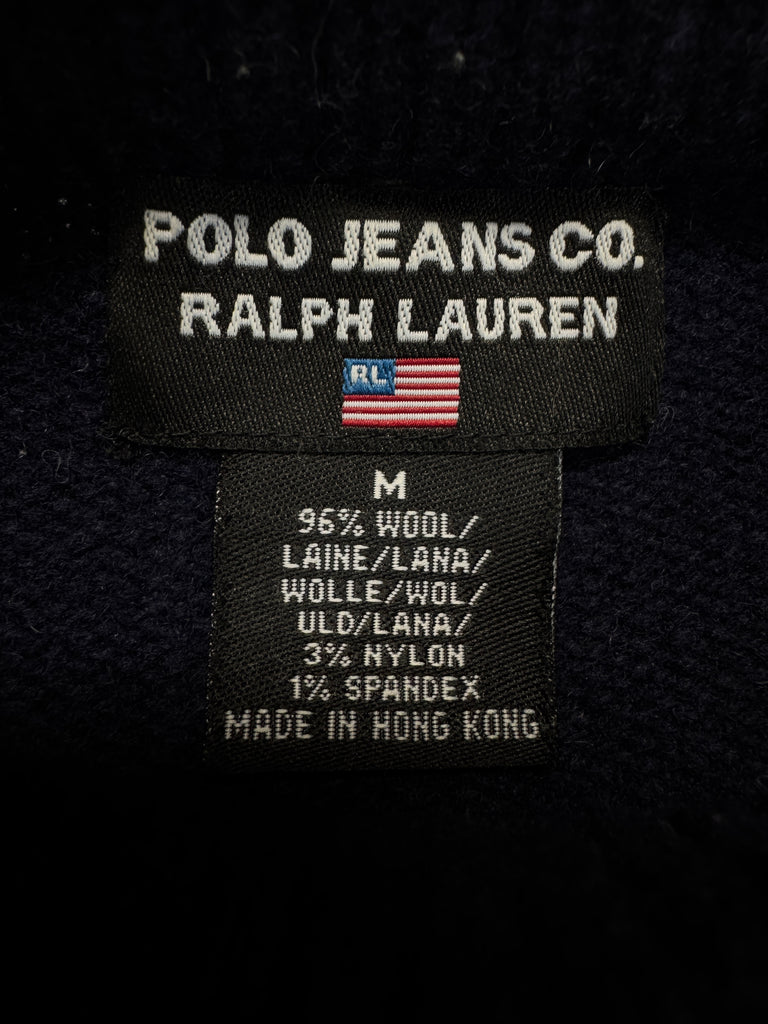 POLO JEANS CO.
RALPH LAUREN
RL
M
96% WOOL/
LAINE/LANA/
WOLLE/WOL/
ULD/LANA/
3% NYLON
1% SPANDEX
MADE IN HONG KONG